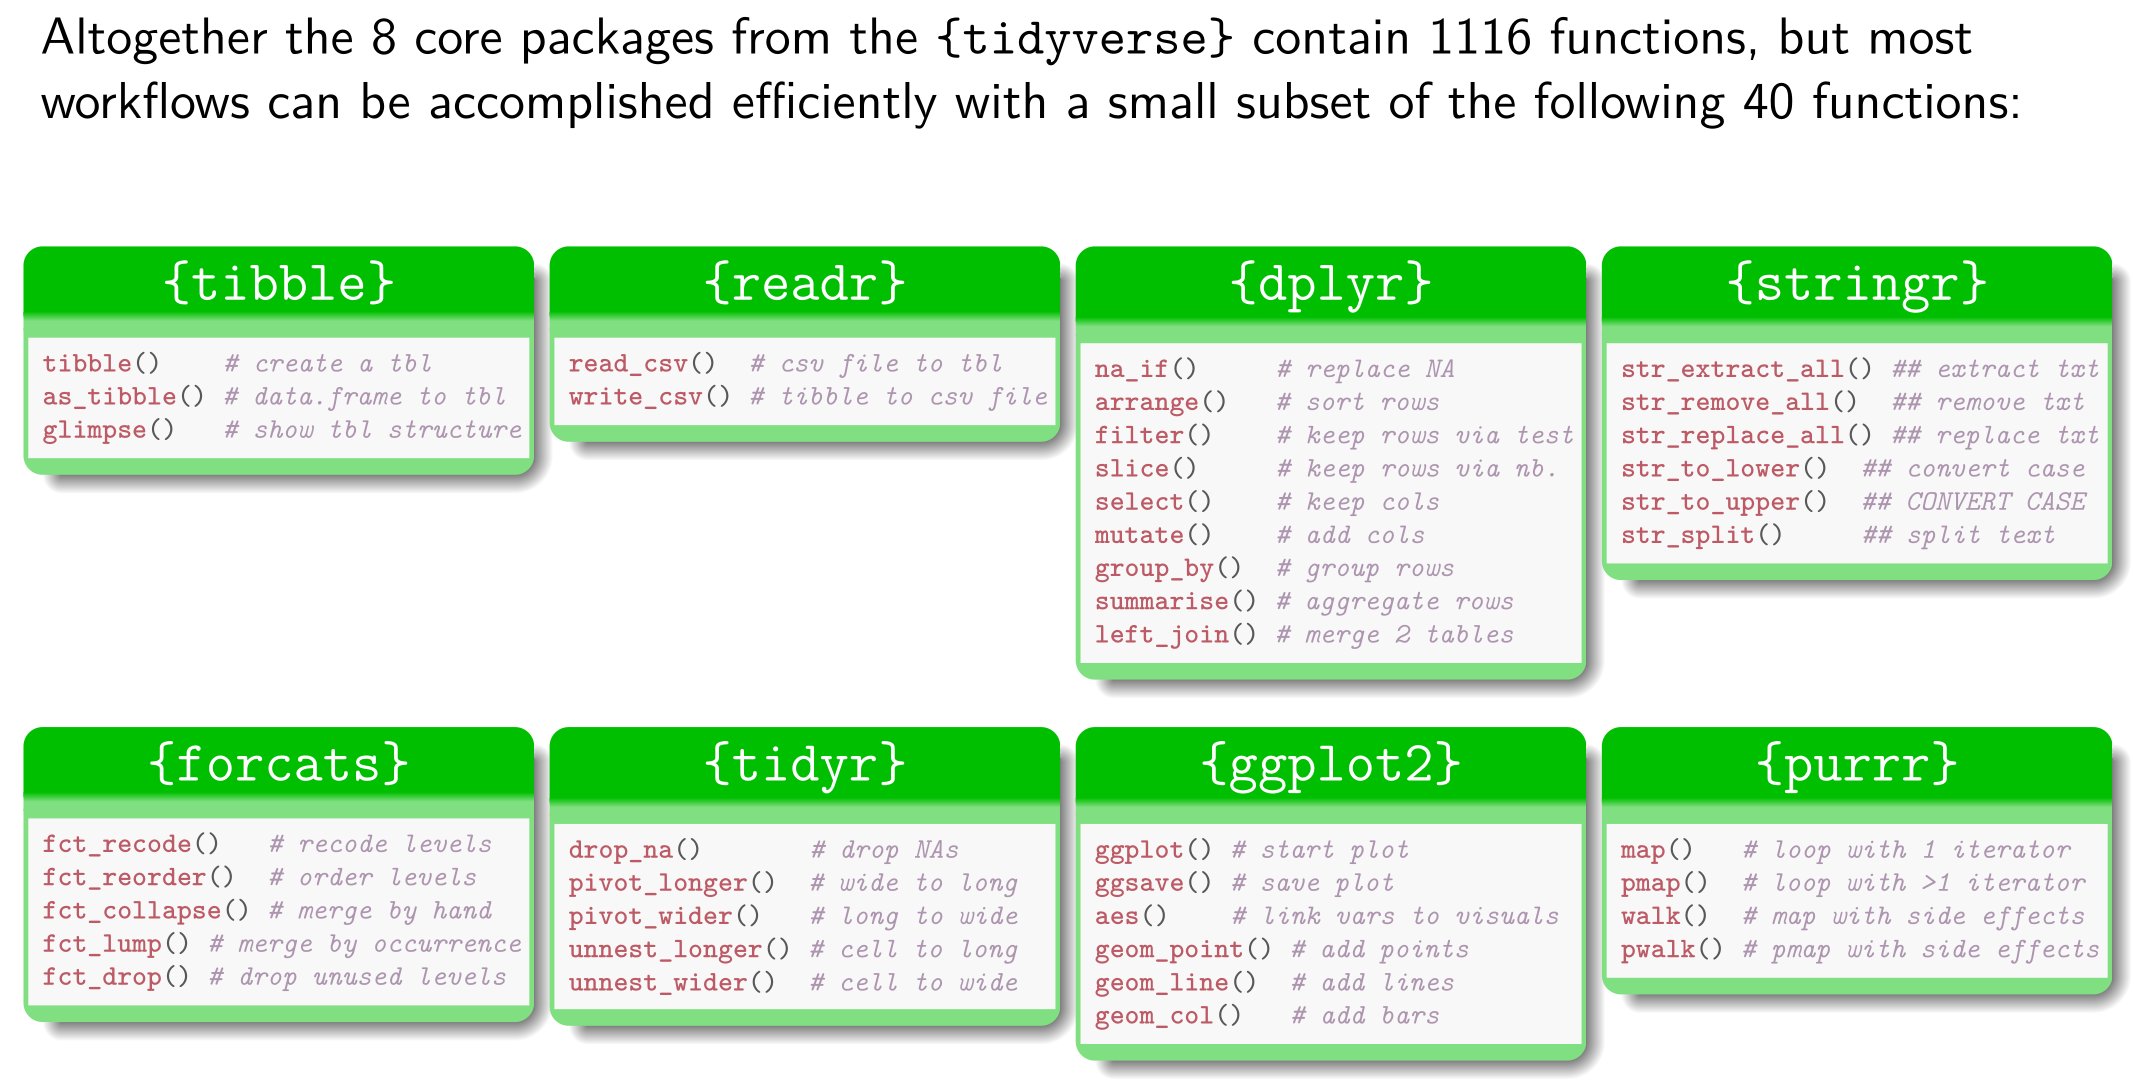 Altogether the 8 core packages from the {tidyverse} contain 1116 functions, but most
workflows can be accomplished efficiently with a small subset of the following 40 functions:
{tibble}
tibble() # create a tbl
as_tibble() # data.frame to tbl
glimpse() # show tbl structure
{readr}
read_csv() # csv file to tbl
write_csv() # tibble to csv file
{dplyr}
na_if() # replace NA
arrange() # sort rows
filter() # keep rows via test
slice() # keep rows via nb.
select() # keep cols
mutate() # add cols
group_by() # group rows
summarise() # aggregate rows
left_join() # merge 2 tables
{stringr}
str_extract_all() ## extract txt
str_remove_all() ## remove txt
str_replace_all() ## replace txt
str_to_lower() ## convert case
str_to_upper() ## CONVERT CASE
str_split() ## split text
{forcats}
fct_recode() # recode levels
fct_reorder() # order levels
fct_collapse() # merge by hand
fct_lump() # merge by occurrence
fct_drop() # drop unused levels
{tidyr}
drop_na() # drop NAs
pivot_longer() # wide to long
pivot_wider() # long to wide
unnest_longer() # cell to long
unnest_wider() # cell to wide
{ggplot2}
ggplot() # start plot
ggsave() # save plot
aes() # link vars to visuals
geom_point() # add points
geom_line() # add lines
geom_col() # add bars
{purrr}
map() # loop with 1 iterator
pmap() # loop with >1 iterator
walk() # map with side effects
pwalk() # pmap with side effects